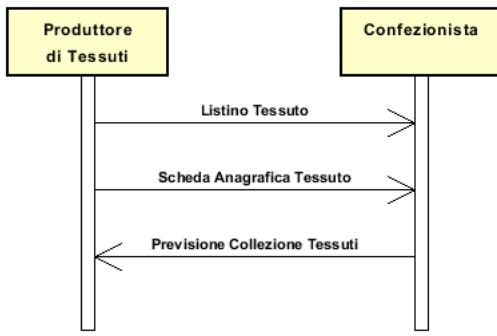 Produttore
di Tessuti
Confezionista
Listino Tessuto
Scheda Anagrafica Tessuto
Previsione Collezione Tessuti